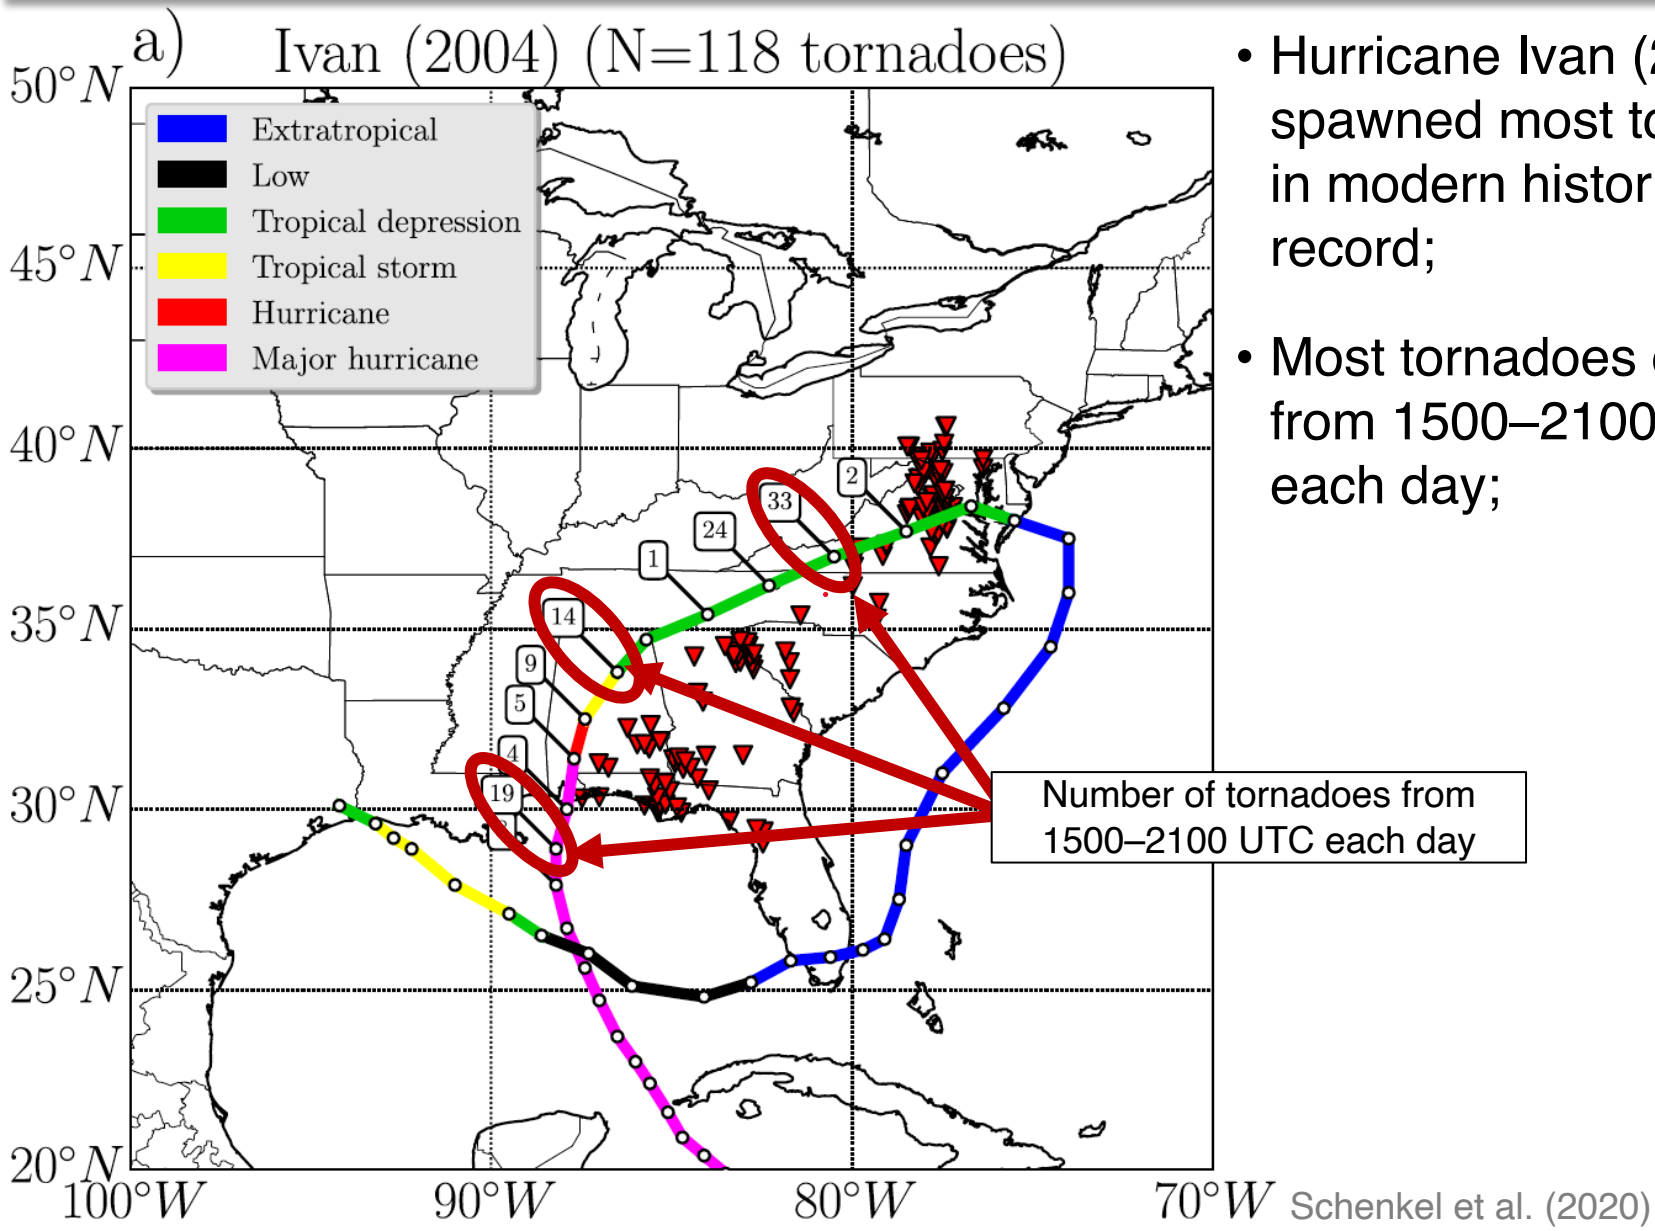 a) Ivan (2004) (N=118 tornadoes)
50°N
45°N
40°N
35°N
30°N
25°N
20°N
100°W 90°W 80°W 70°W
Extratropical
Low
Tropical depression
Tropical storm
Hurricane
Major hurricane
2
33
24
1
14
9
5
4
19
Number of tornadoes from
1500–2100 UTC each day
• Hurricane Ivan (
spawned most
in modern
record;
• Most tornadoes
from 1500–2100
each day;
Schenkel et al. (2020)